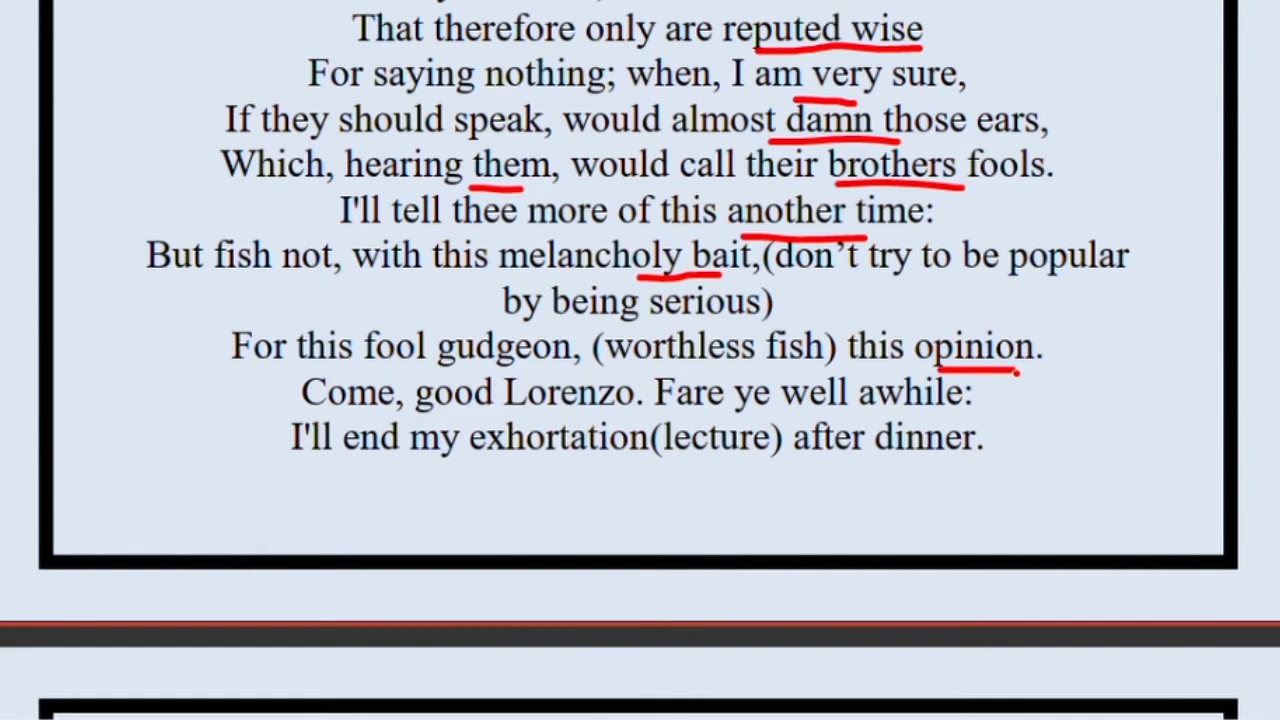 That therefore only are reputed wise
For saying nothing; when, I am very sure,
If they should speak, would almost damn those ears,
Which, hearing them, would call their brothers fools.
I'll tell thee more of this another time:
But fish not, with this melancholy bait,(don’t try to be popular
by being serious)
For this fool gudgeon, (worthless fish) this opinion.
Come, good Lorenzo. Fare ye well awhile:
I'll end my exhortation(lecture) after dinner.